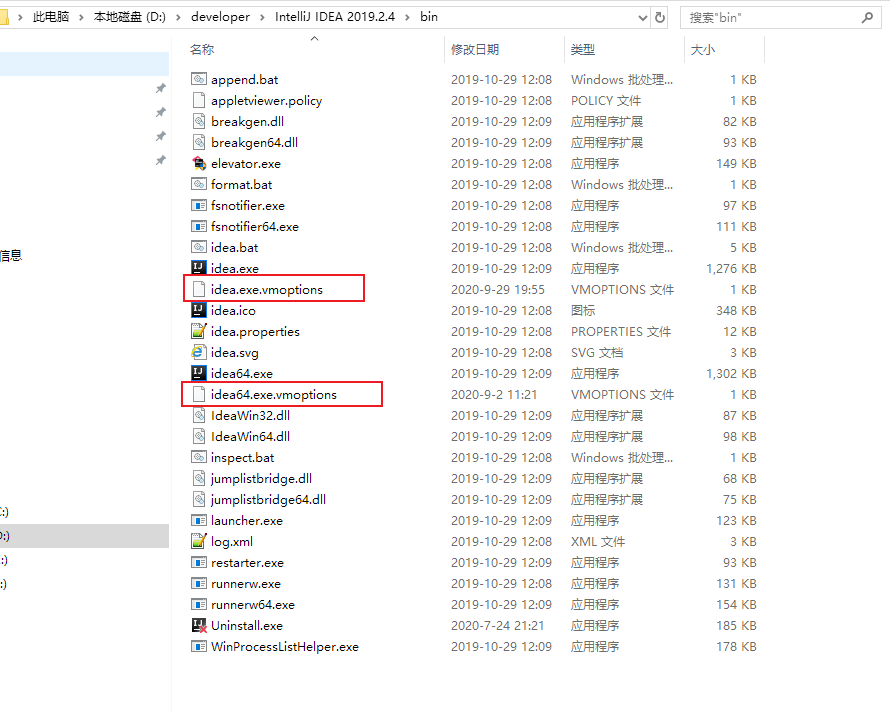 此电脑 > 本地磁盘 (D:) > developer > IntelliJ IDEA 2019.2.4 > bin
搜索"bin"
名称 修改日期 类型 大小
append.bat 2019-10-29 12:08 Windows 批处理... 1 KB
appletviewer.policy 2019-10-29 12:08 POLICY 文件 1 KB
breakgen.dll 2019-10-29 12:09 应用程序扩展 82 KB
breakgen64.dll 2019-10-29 12:09 应用程序扩展 93 KB
elevator.exe 2019-10-29 12:08 应用程序 149 KB
format.bat 2019-10-29 12:08 Windows 批处理... 1 KB
fsnotifier.exe 2019-10-29 12:08 应用程序 97 KB
fsnotifier64.exe 2019-10-29 12:08 应用程序 111 KB
信息
idea.bat 2019-10-29 12:08 Windows 批处理... 5 KB
idea.exe 2019-10-29 12:08 应用程序 1,276 KB
idea.exe.vmoptions 2020-9-29 19:55 VMOPTIONS 文件 1 KB
idea.ico 2019-10-29 12:08 图标 348 KB
idea.properties 2019-10-29 12:08 PROPERTIES 文件 12 KB
idea.svg 2019-10-29 12:08 SVG 文档 3 KB
idea64.exe 2019-10-29 12:08 应用程序 1,302 KB
idea64.exe.vmoptions 2020-9-2 11:21 VMOPTIONS 文件 1 KB
IdeaWin32.dll 2019-10-29 12:09 应用程序扩展 87 KB
IdeaWin64.dll 2019-10-29 12:09 应用程序扩展 98 KB
inspect.bat 2019-10-29 12:08 Windows 批处理... 1 KB
jumplistbridge.dll 2019-10-29 12:09 应用程序扩展 68 KB
jumplistbridge64.dll 2019-10-29 12:09 应用程序扩展 75 KB
launcher.exe 2019-10-29 12:09 应用程序 123 KB
log.xml 2019-10-29 12:08 XML 文件 3 KB
restarter.exe 2019-10-29 12:09 应用程序 93 KB
runnerw.exe 2019-10-29 12:08 应用程序 131 KB
runnerw64.exe 2019-10-29 12:09 应用程序 154 KB
Uninstall.exe 2020-7-24 21:21 应用程序 185 KB
WinProcessListHelper.exe 2019-10-29 12:09 应用程序 178 KB